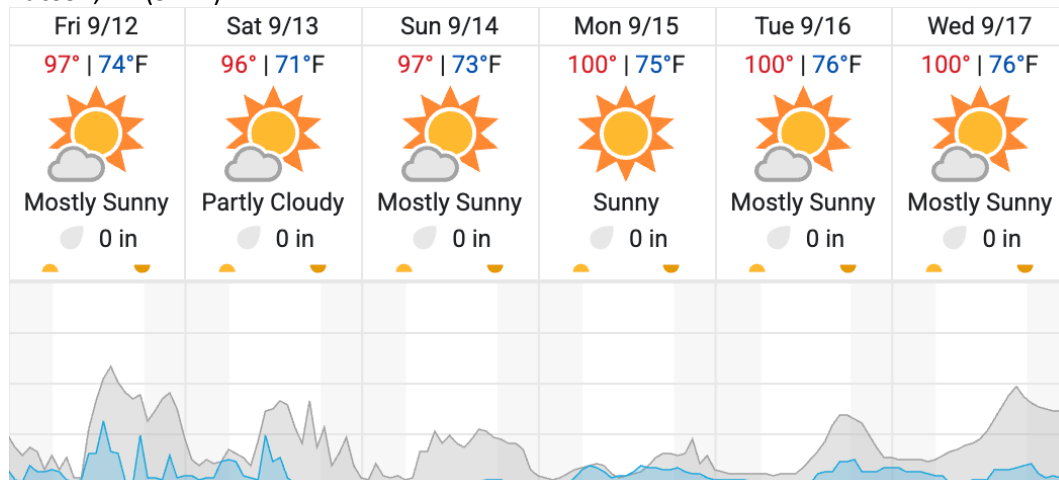 Fri 9/12 Sat 9/13 Sun 9/14 Mon 9/15 Tue 9/16 Wed 9/17
97° | 74°F 96° | 71°F 97° | 73°F 100° | 75°F 100° | 76°F 100° | 76°F
Mostly Sunny Partly Cloudy Mostly Sunny Sunny Mostly Sunny Mostly Sunny
0 in 0 in 0 in 0 in 0 in 0 in